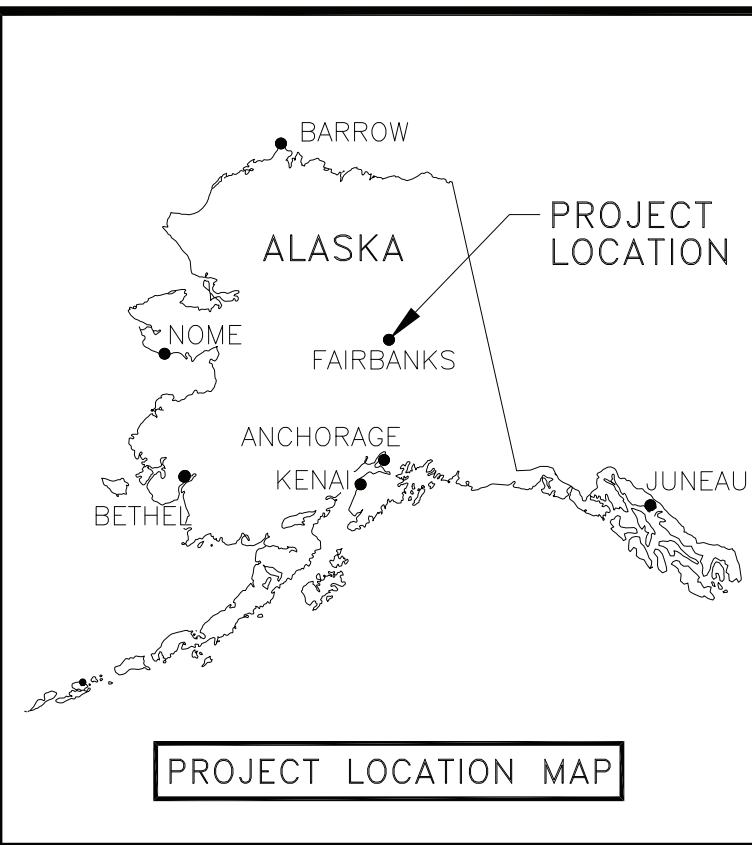 BARROW
PROJECT
LOCATION
ALASKA
NOME
FAIRBANKS
ANCHORAGE
KENAI
JUNEAU
BETHEL
PROJECT LOCATION MAP